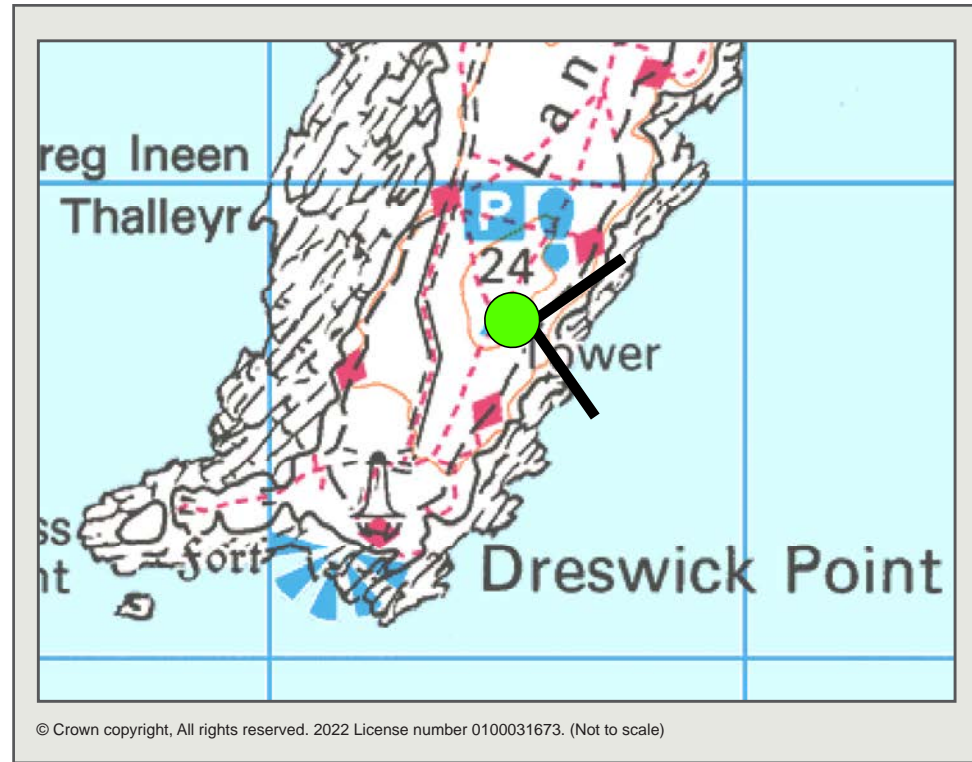 Lan
reg Ineen
Thalleyr
P
24
Tower
ss
nt
fort
Dreswick Point
© Crown copyright, All rights reserved. 2022 License number 0100031673. (Not to scale)